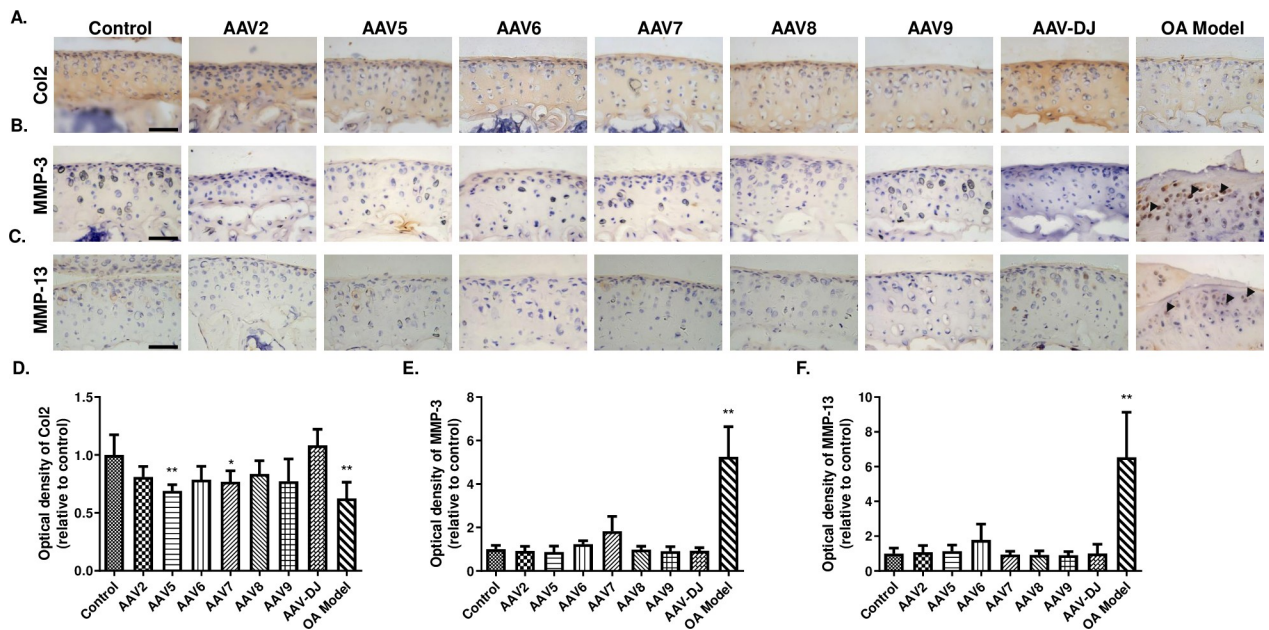 A.
Control AAV2 AAV5 AAV6 AAV7 AAV8 AAV9 AAV-DJ OA Model
Col2
B.
MMP-3
C.
MMP-13
D.
Optical density of Col2
(relative to control)
1.5
1.0
0.5
0.0
**
*
**
Control AAV2 AAV5 AAV6 AAV7 AAV8 AAV9 AAV-DJ OA Model
E.
Optical density of MMP-3
(relative to control)
8
6
4
2
0
**
Control AAV2 AAV5 AAV6 AAV7 AAV8 AAV9 AAV-DJ OA Model
F.
Optical density of MMP-13
(relative to control)
10
8
6
4
2
0
**
Control AAV2 AAV5 AAV6 AAV7 AAV8 AAV9 AAV-DJ OA Model